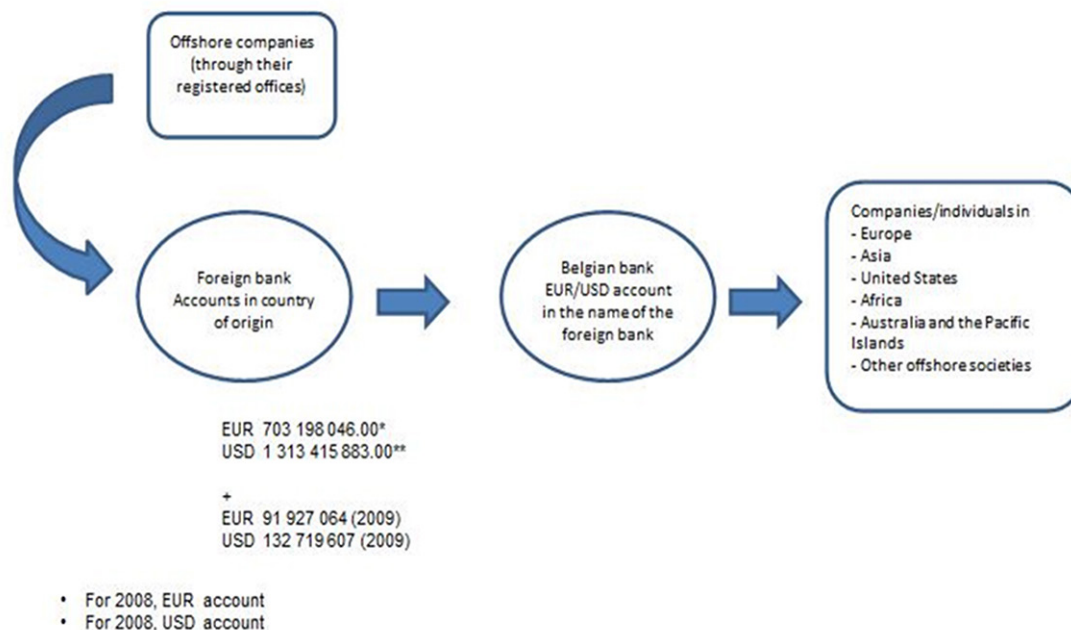 Offshore companies
(through their
registered offices)
Foreign bank
Accounts in country
of origin
Belgian bank
EUR/USD account
in the name of the
foreign bank
Companies/individuals in
- Europe
- Asia
- United States
- Africa
- Australia and the Pacific
Islands
- Other offshore societies
EUR 703 198 046.00*
USD 1 313 415 883.00**
+
EUR 91 927 064 (2009)
USD 132 719 607 (2009)
• For 2008, EUR account
• For 2008, USD account